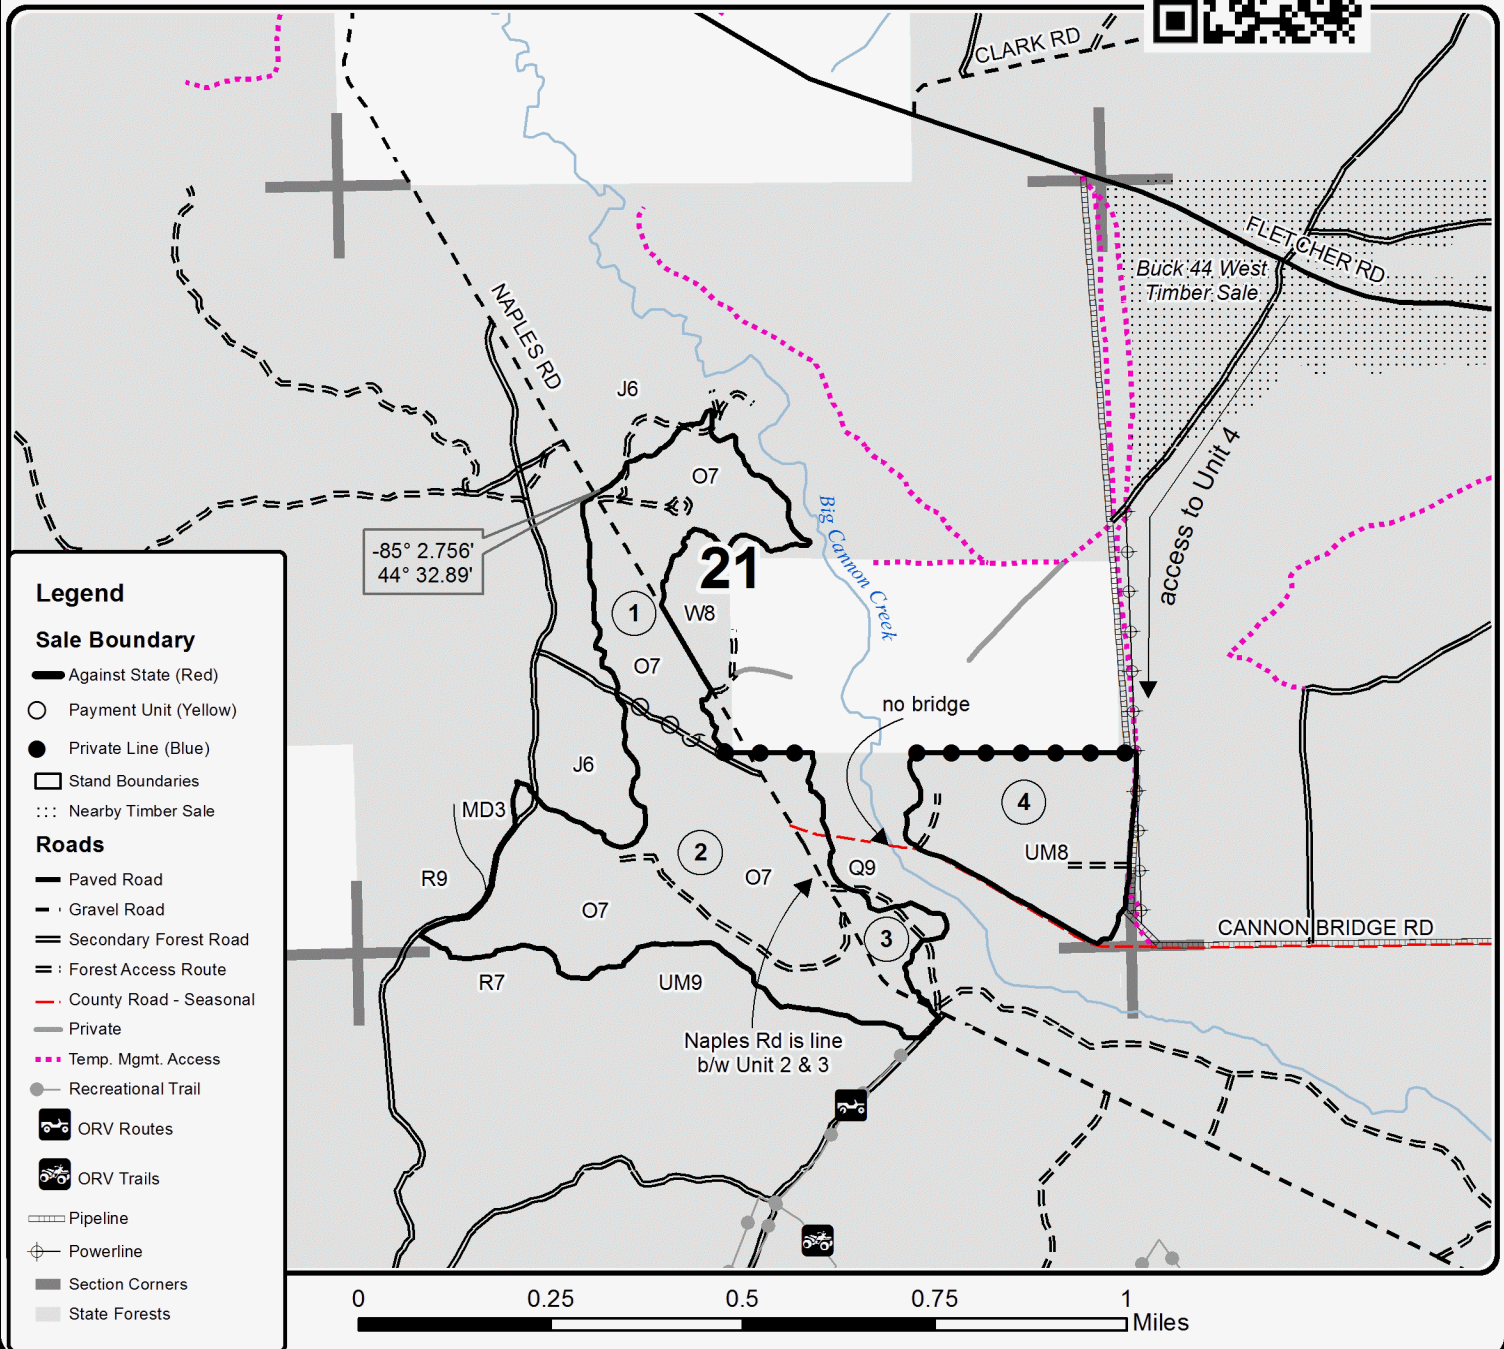 CLARK RD
FLETCHER RD
Buck 44 West
Timber Sale
NAPLES RD
J6
O7
access to Unit 4
Big Cannon Creek
-85° 2.756'
44° 32.89'
21
1
W8
O7
no bridge
J6
MD3
4
UM8
2
Q9
R9
O7
O7
3
CANNON BRIDGE RD
R7
UM9
Naples Rd is line
b/w Unit 2 & 3
Legend
Sale Boundary
Against State (Red)
Payment Unit (Yellow)
Private Line (Blue)
Stand Boundaries
Nearby Timber Sale
Roads
Paved Road
Gravel Road
Secondary Forest Road
Forest Access Route
County Road - Seasonal
Private
Temp. Mgmt. Access
Recreational Trail
ORV Routes
ORV Trails
Pipeline
Powerline
Section Corners
State Forests
0 0.25 0.5 0.75 1
Miles